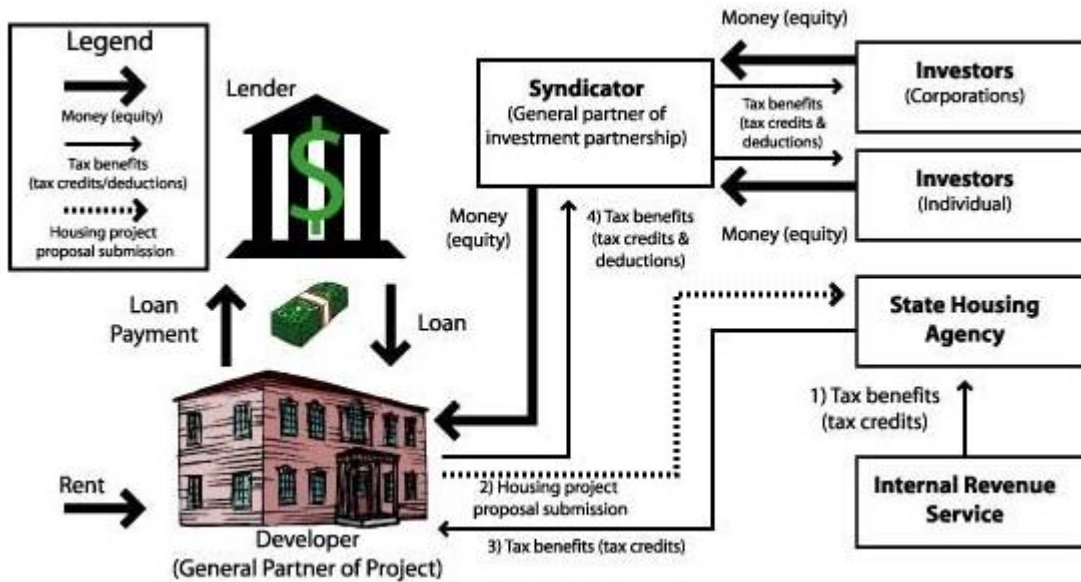 Legend
Money (equity)
Tax benefits
(tax credits/deductions)
Housing project
proposal submission
Lender
$
Loan
Payment
Loan
Rent
Developer
(General Partner of Project)
Syndicator
(General partner of
investment partnership)
Money
(equity)
4) Tax benefits
(tax credits &
deductions)
Money (equity)
Tax benefits
(tax credits &
deductions)
Money (equity)
Investors
(Corporations)
Investors
(Individual)
State Housing
Agency
1) Tax benefits
(tax credits)
Internal Revenue
Service
2) Housing project
proposal submission
3) Tax benefits (tax credits)